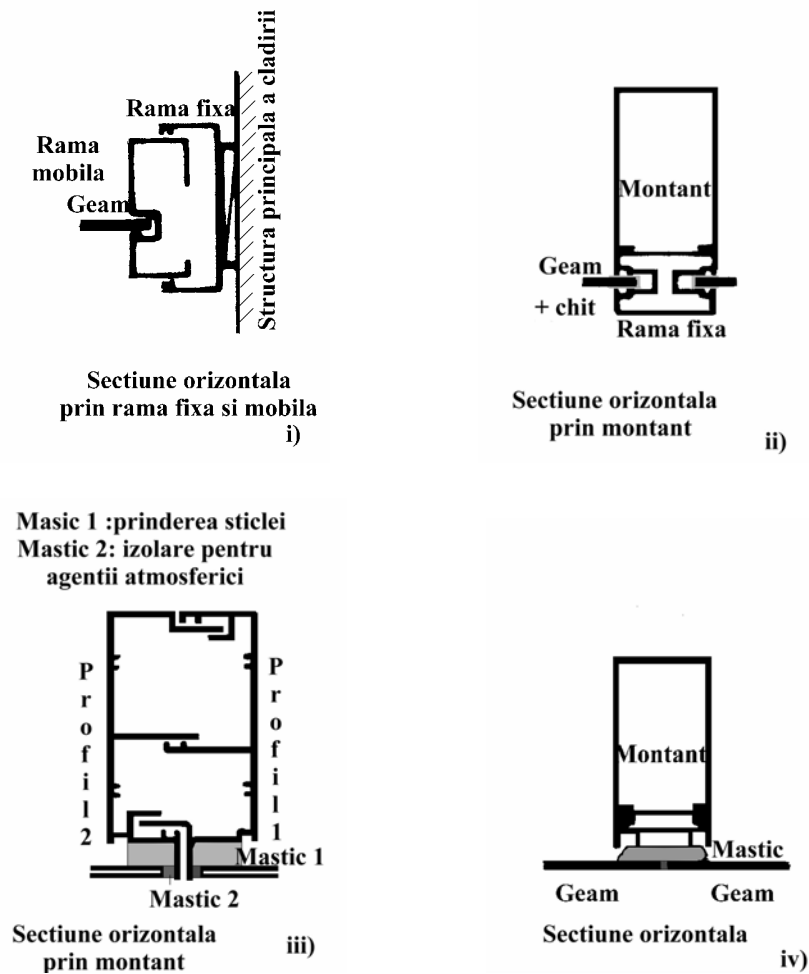 Rama fixa
Rama
mobila
Geam
Structura principala a cladirii
Sectiune orizontala
prin rama fixa si mobila
i)
Montant
Geam
+ chit
Rama fixa
Sectiune orizontala
prin montant
ii)
Masic 1 :prinderea sticlei
Mastic 2: izolare pentru
agentii atmosferici
Profil2
Profil1
Mastic 1
Mastic 2
Sectiune orizontala
prin montant
iii)
Montant
Mastic
Geam Geam
Sectiune orizontala
iv)